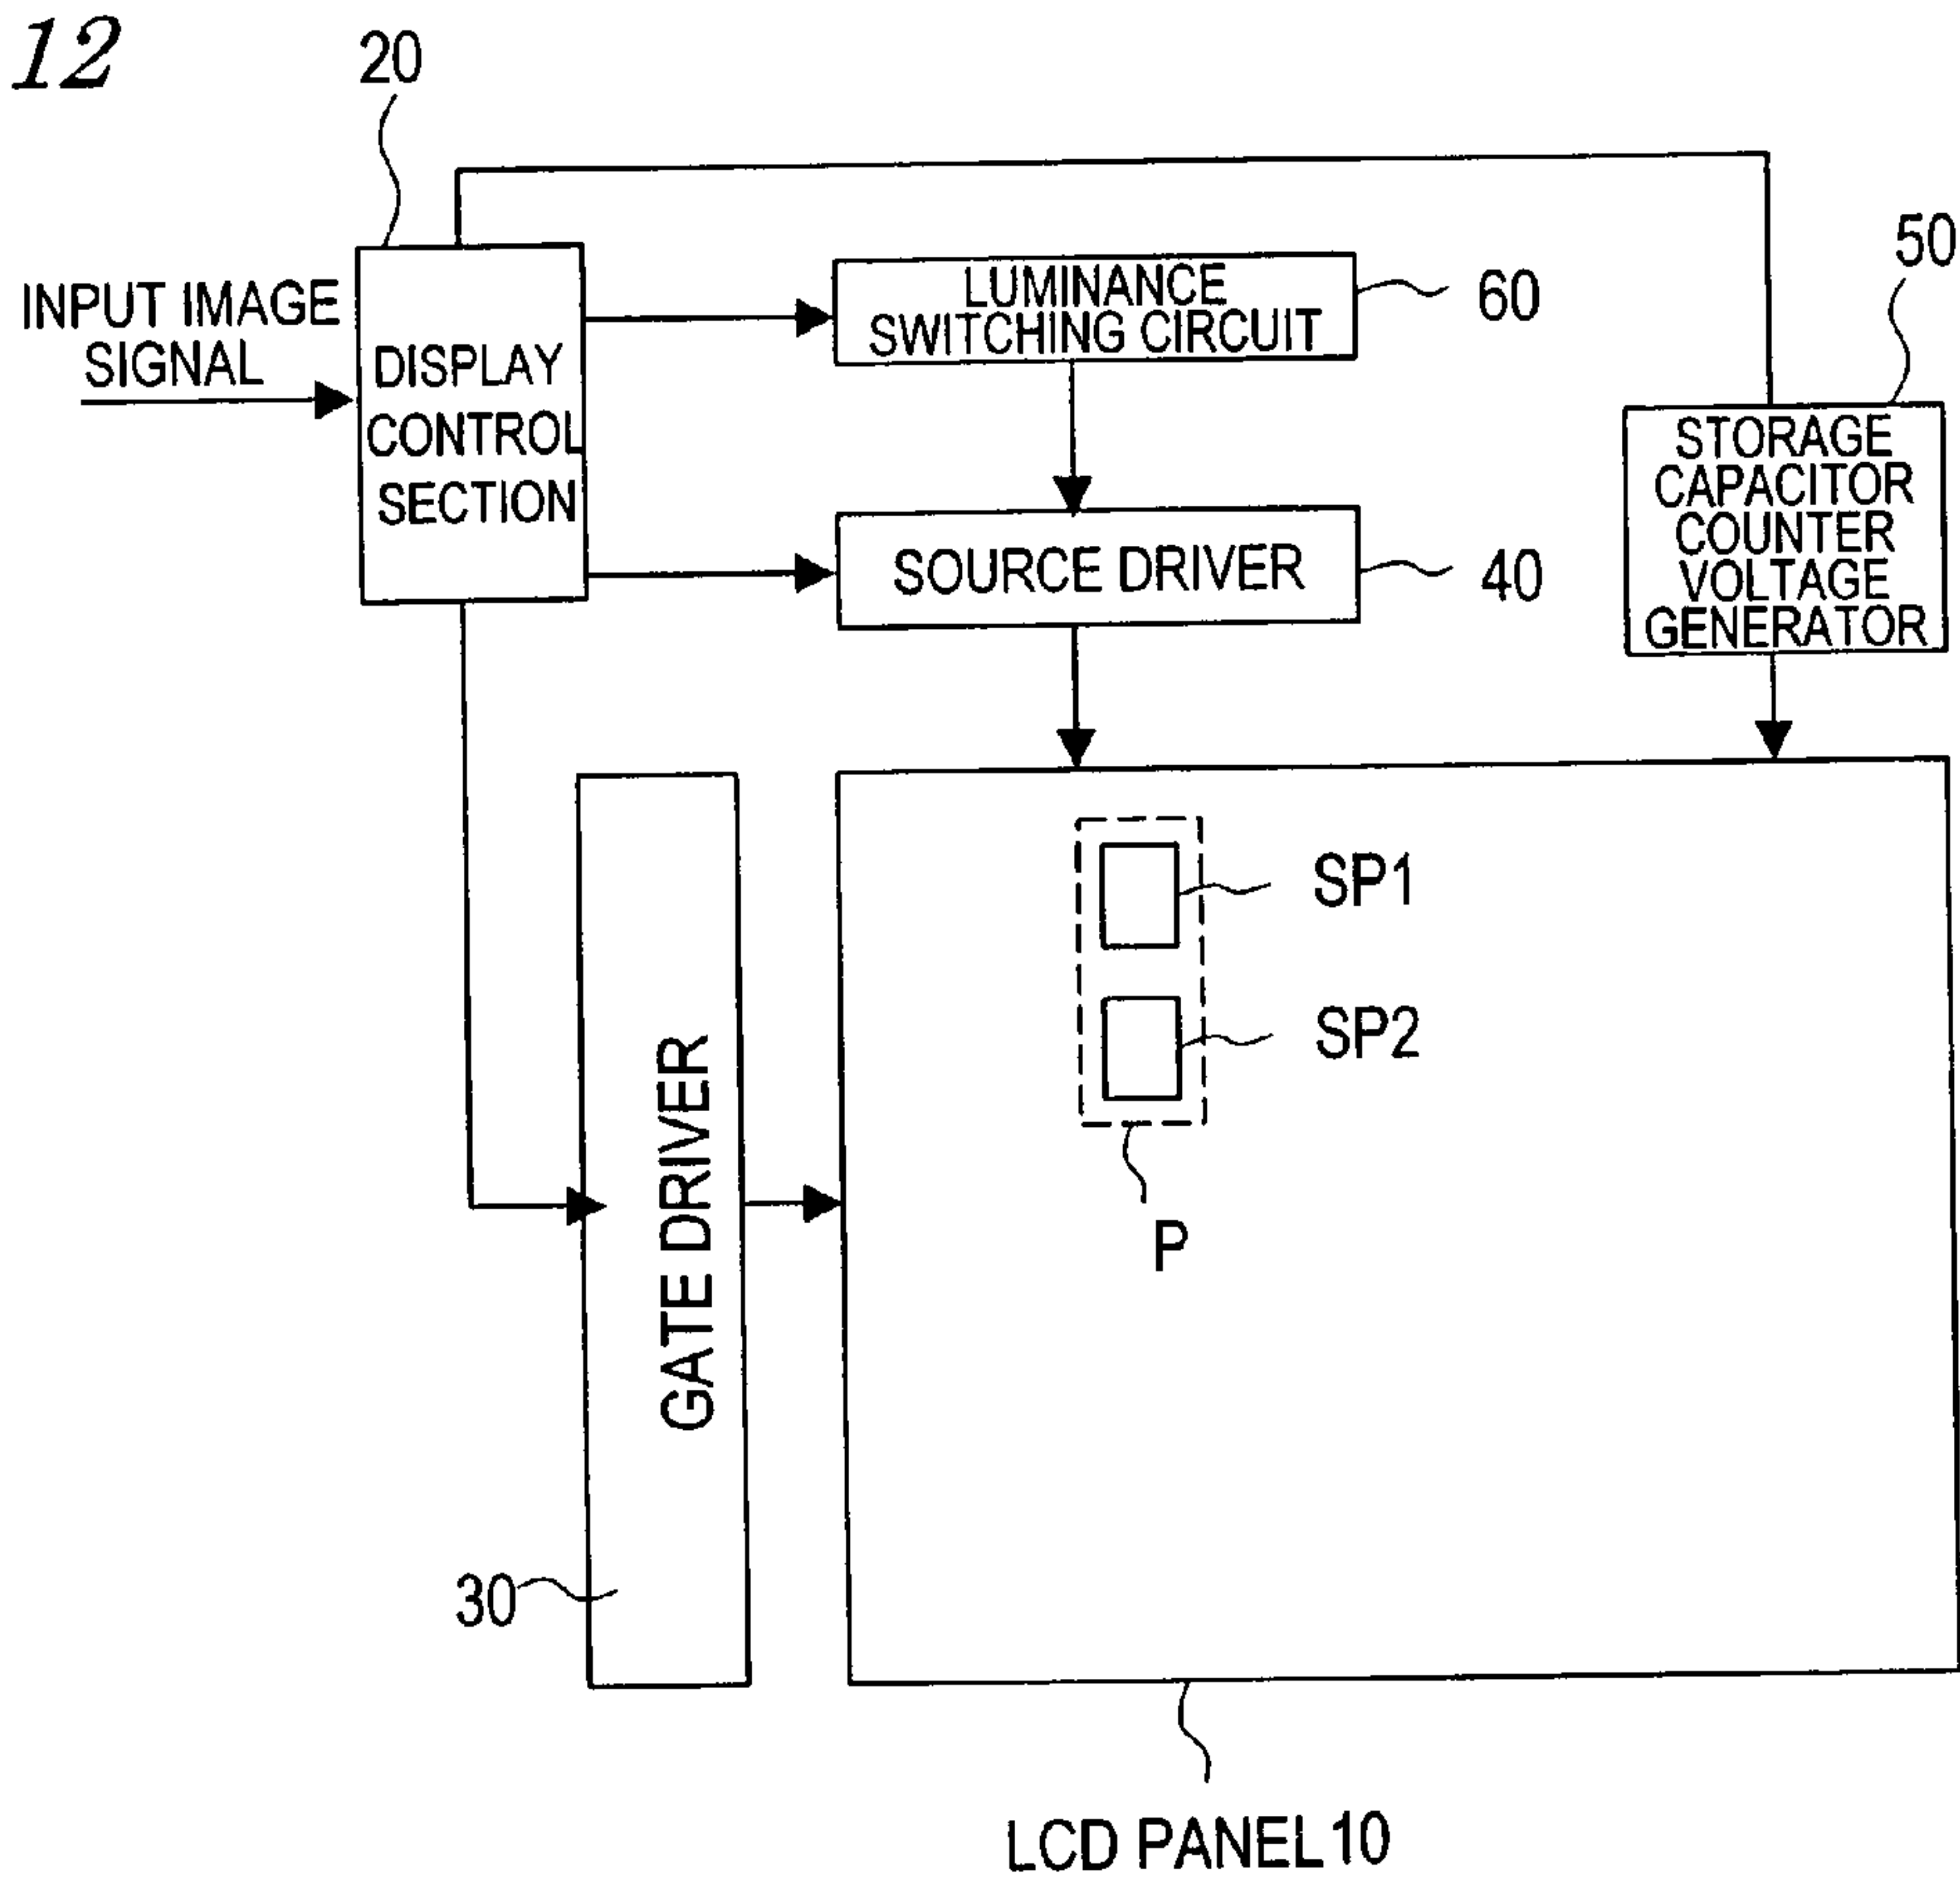 12
20
INPUT IMAGE
SIGNAL
DISPLAY
CONTROL
SECTION
LUMINANCE
SWITCHING CIRCUIT
60
50
STORAGE
CAPACITOR
COUNTER
VOLTAGE
GENERATOR
SOURCE DRIVER
40
SP1
SP2
P
GATE DRIVER
30
LCD PANEL 10